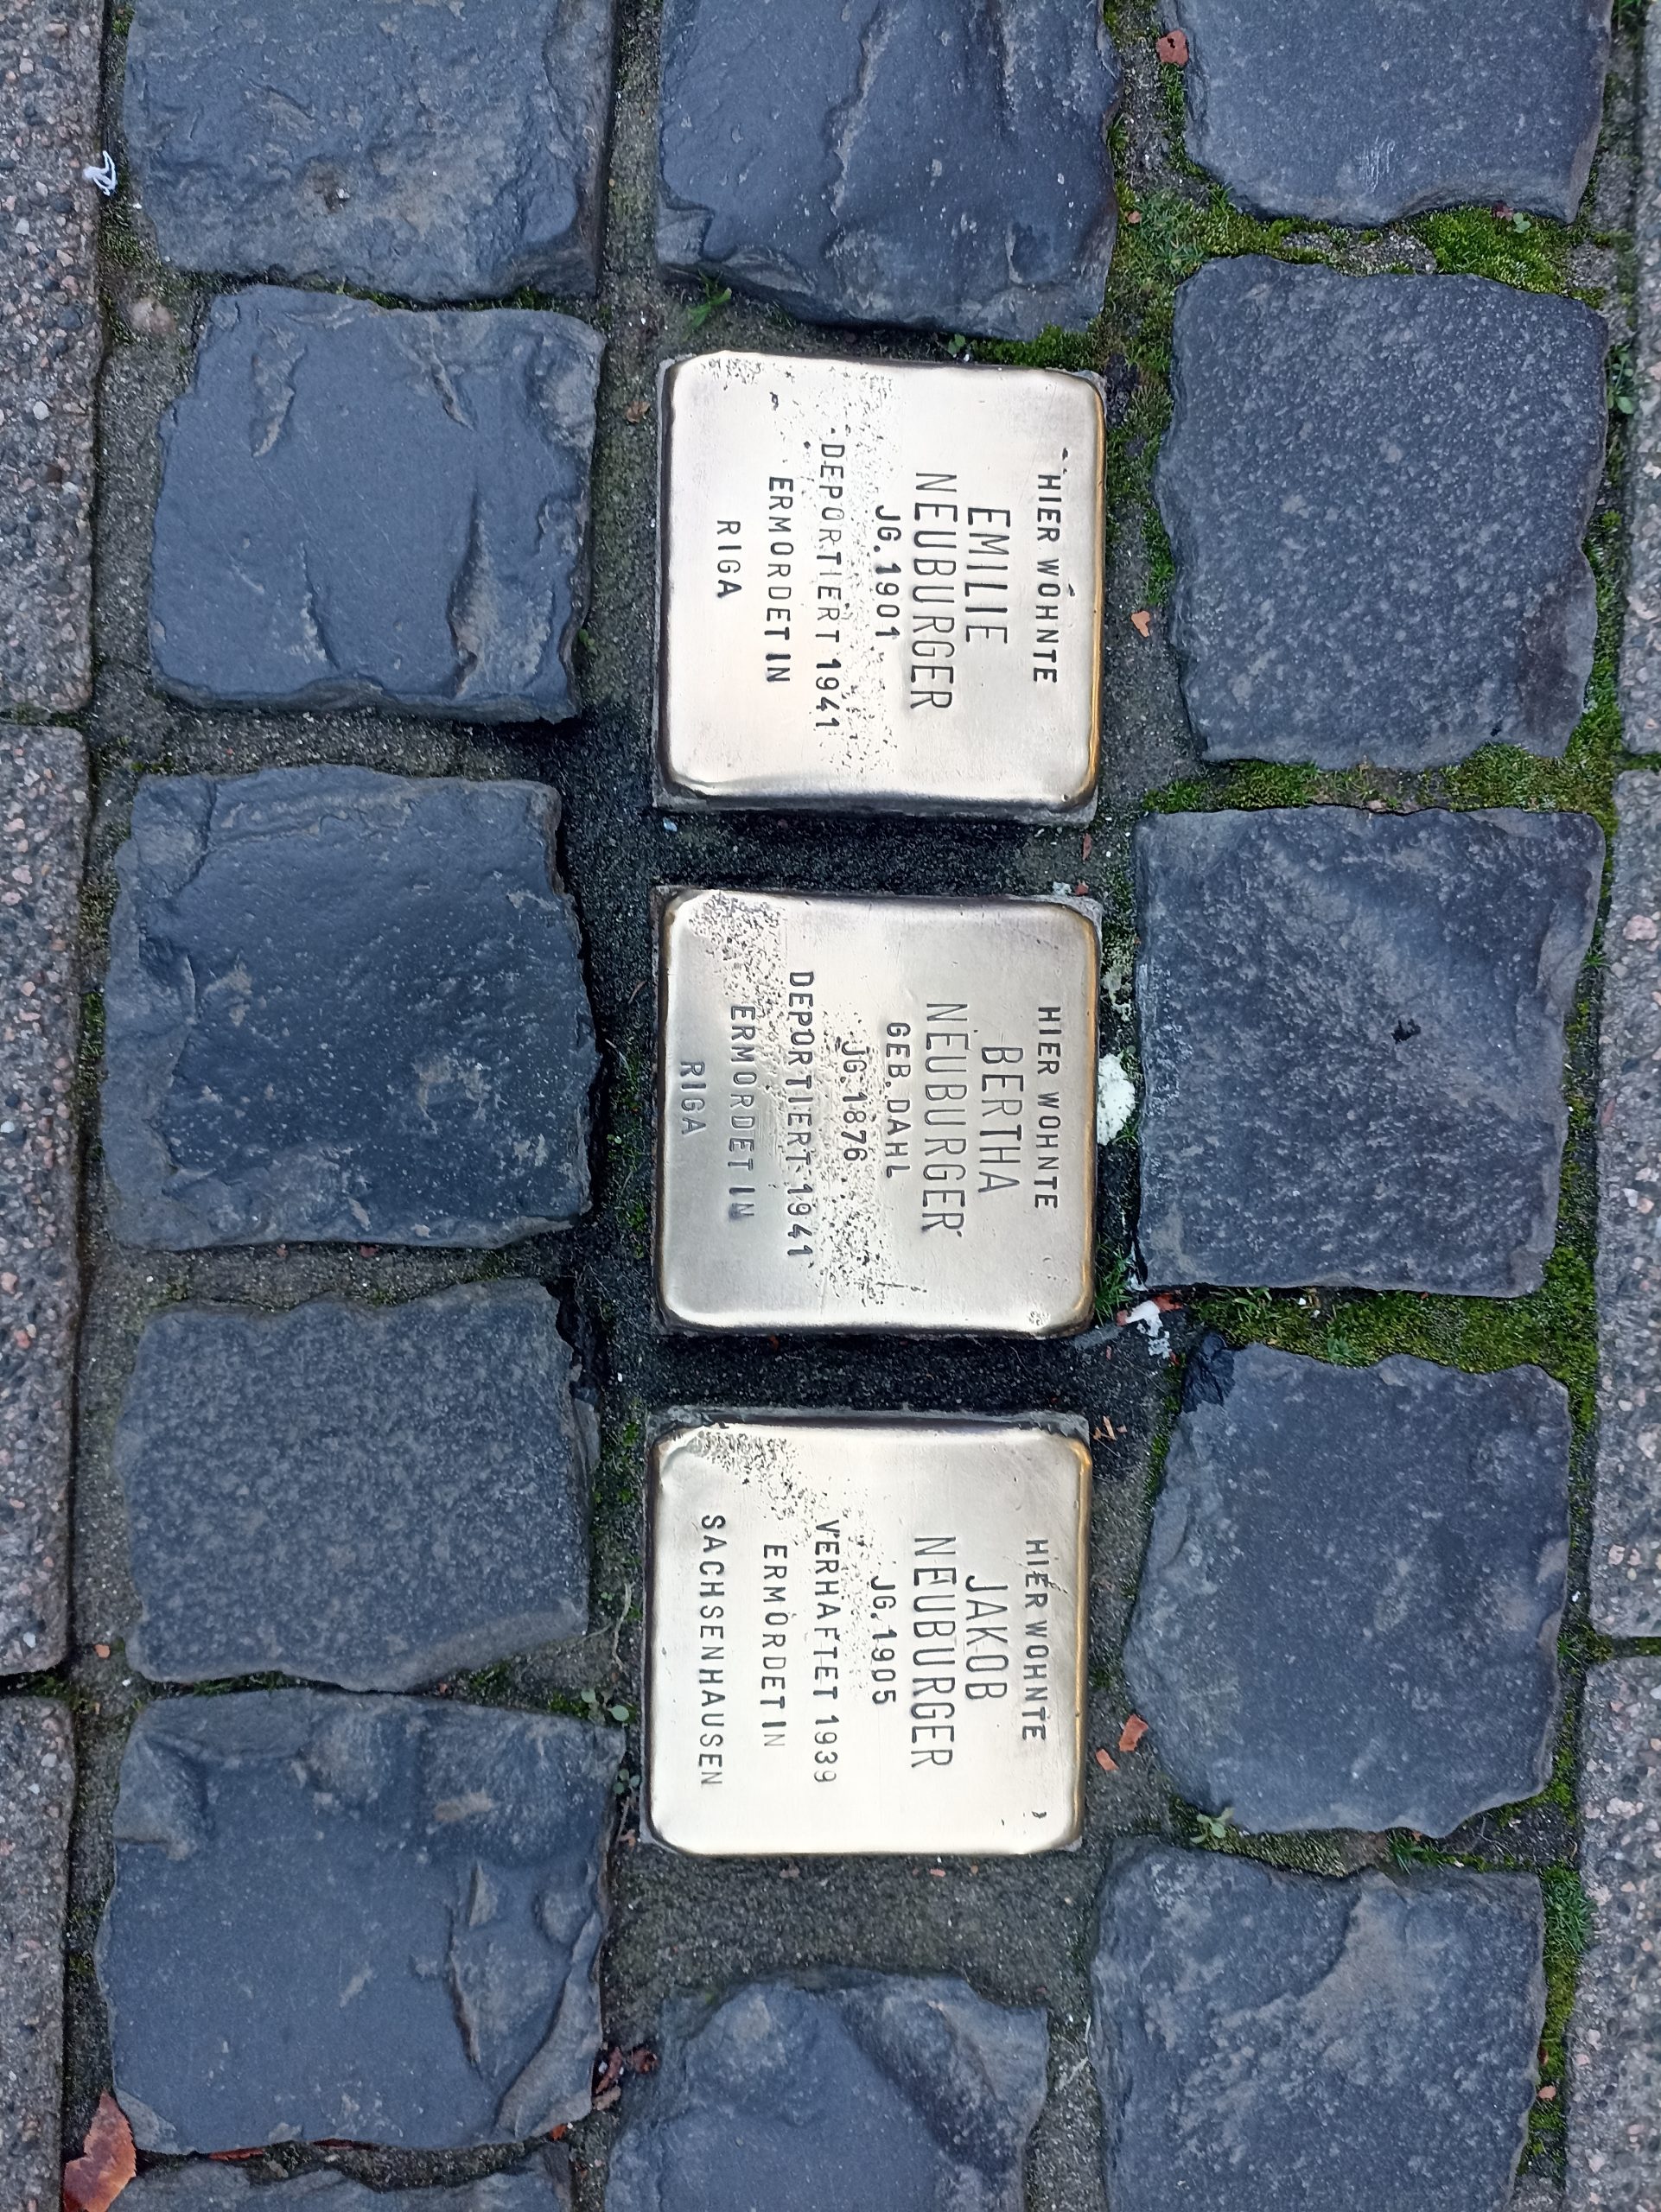 HIER WOHNTE
EMILIE
NEUBURGER
JG. 1901
DEPORTIERT 1941
ERMORDET IN
RIGA
HIER WOHNTE
BERTHA
NEUBURGER
GEB. DAHL
JG. 1876
DEPORTIERT 1941
ERMORDET IN
RIGA
HIER WOHNTE
JAKOB
NEUBURGER
JG. 1905
VERHAFTET 1939
ERMORDET IN
SACHSENHAUSEN